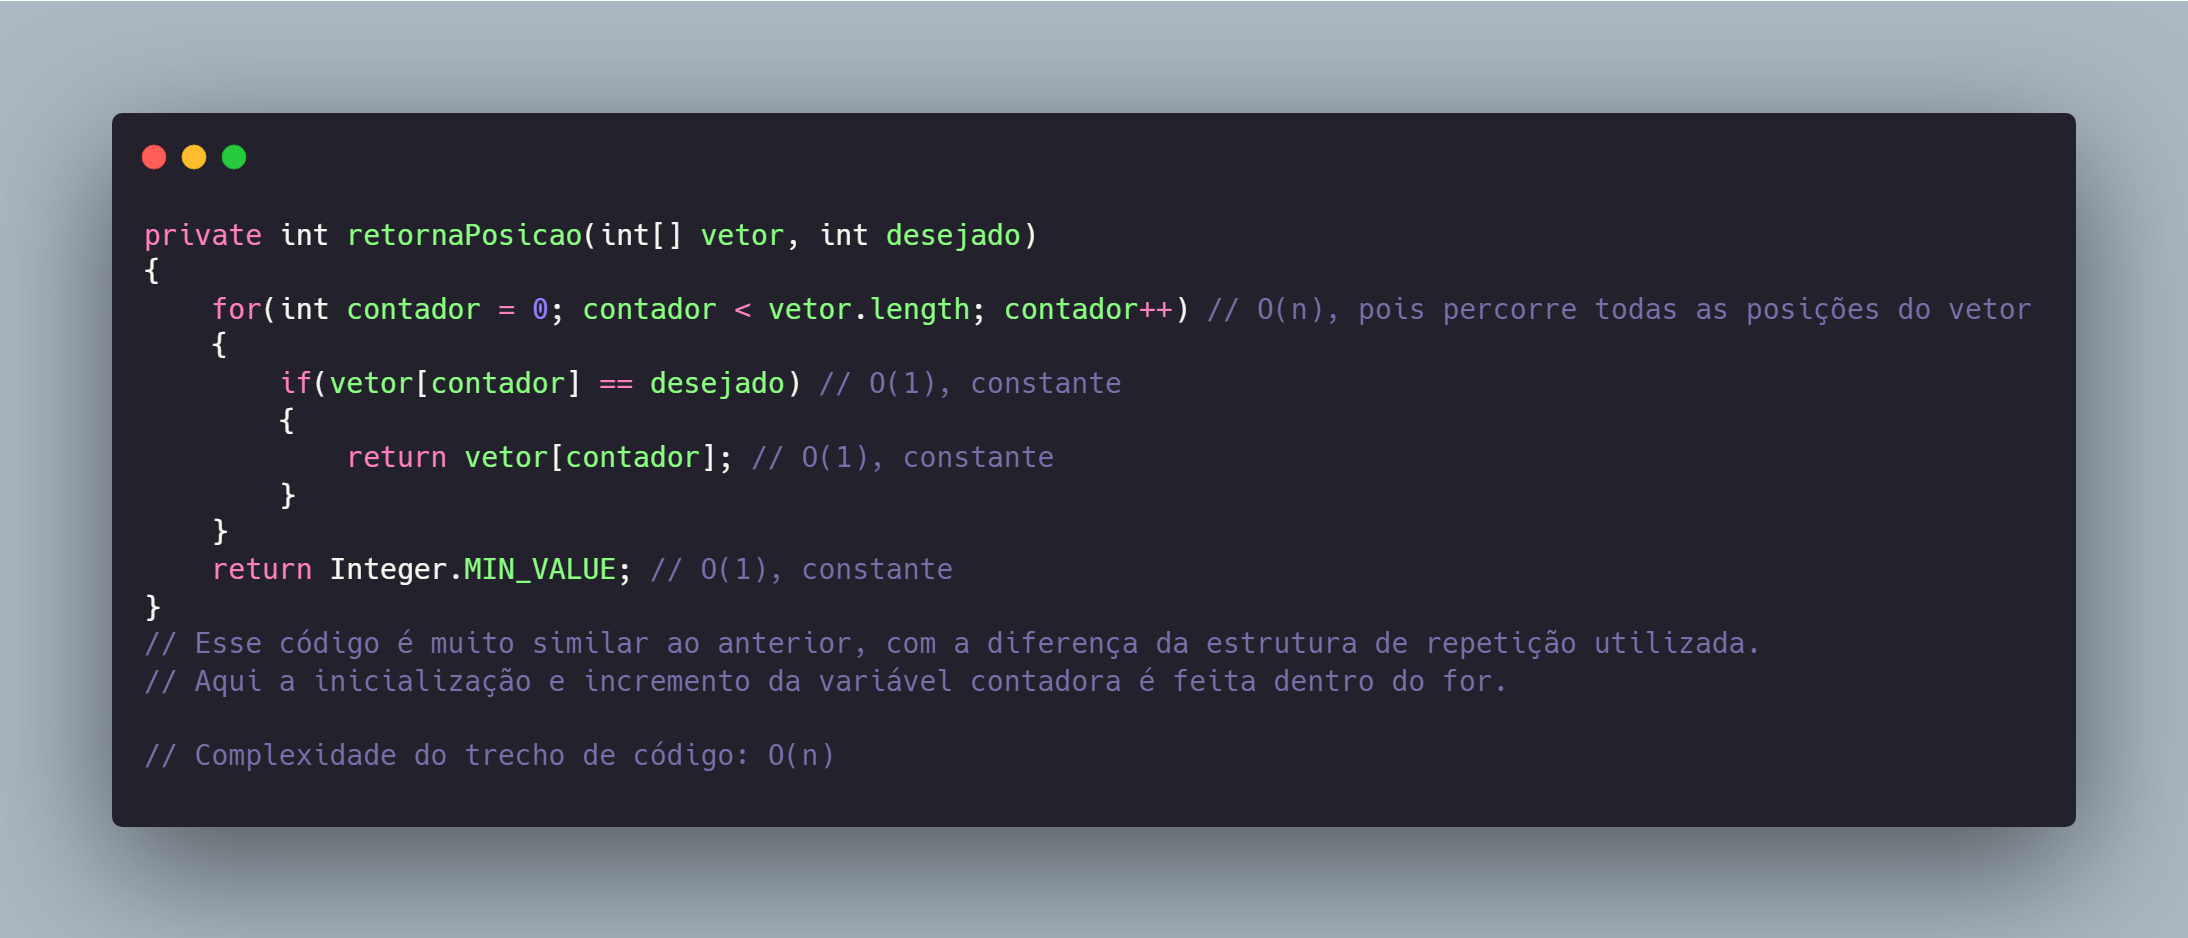 private int retornaPosicao(int[] vetor, int desejado)
{
    for(int contador = 0; contador < vetor.length; contador++) // O(n), pois percorre todas as posições do vetor
    {
        if(vetor[contador] == desejado) // O(1), constante
        {
            return vetor[contador]; // O(1), constante
        }
    }
    return Integer.MIN_VALUE; // O(1), constante
}
// Esse código é muito similar ao anterior, com a diferença da estrutura de repetição utilizada.
// Aqui a inicialização e incremento da variável contadora é feita dentro do for.

// Complexidade do trecho de código: O(n)